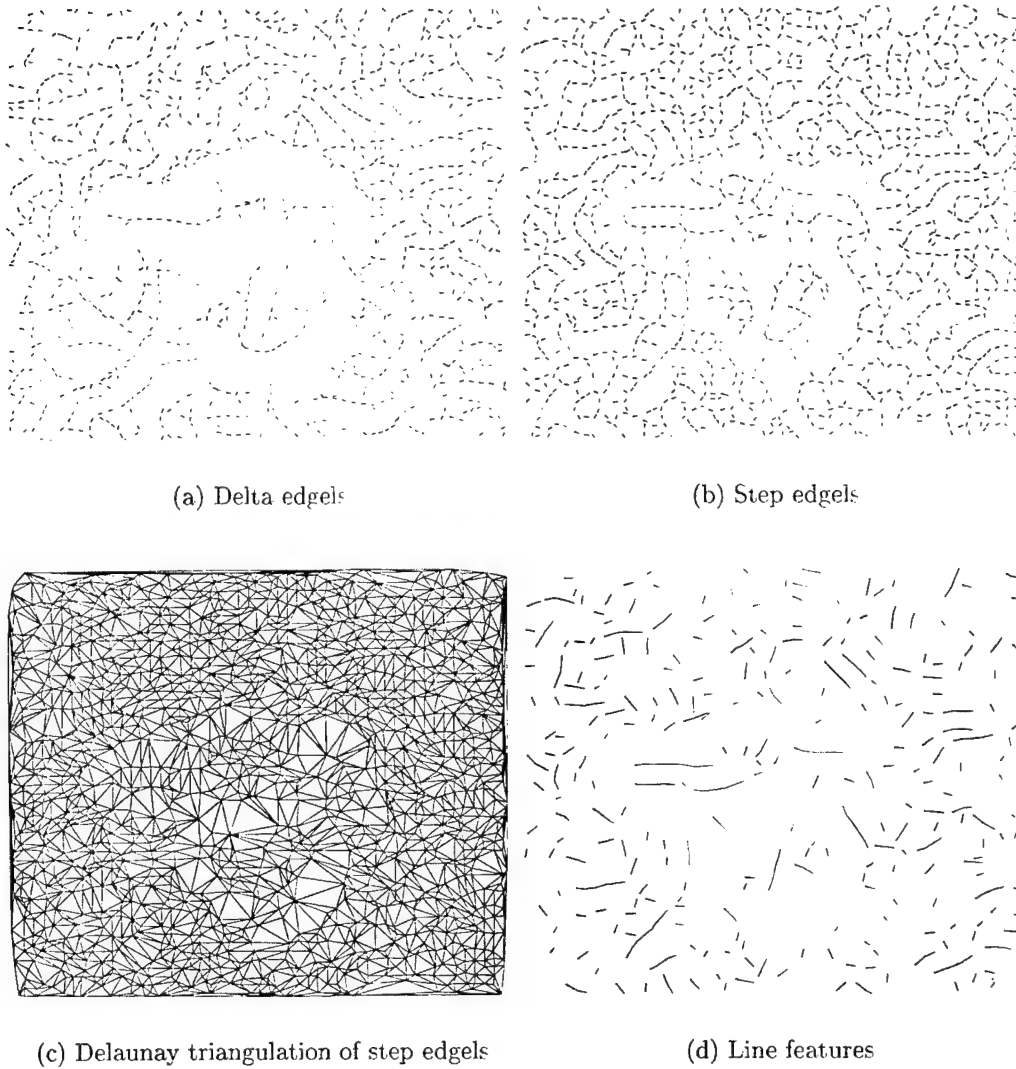 (a) Delta edgels
(b) Step edgels
(c) Delaunay triangulation of step edgels
(d) Line features